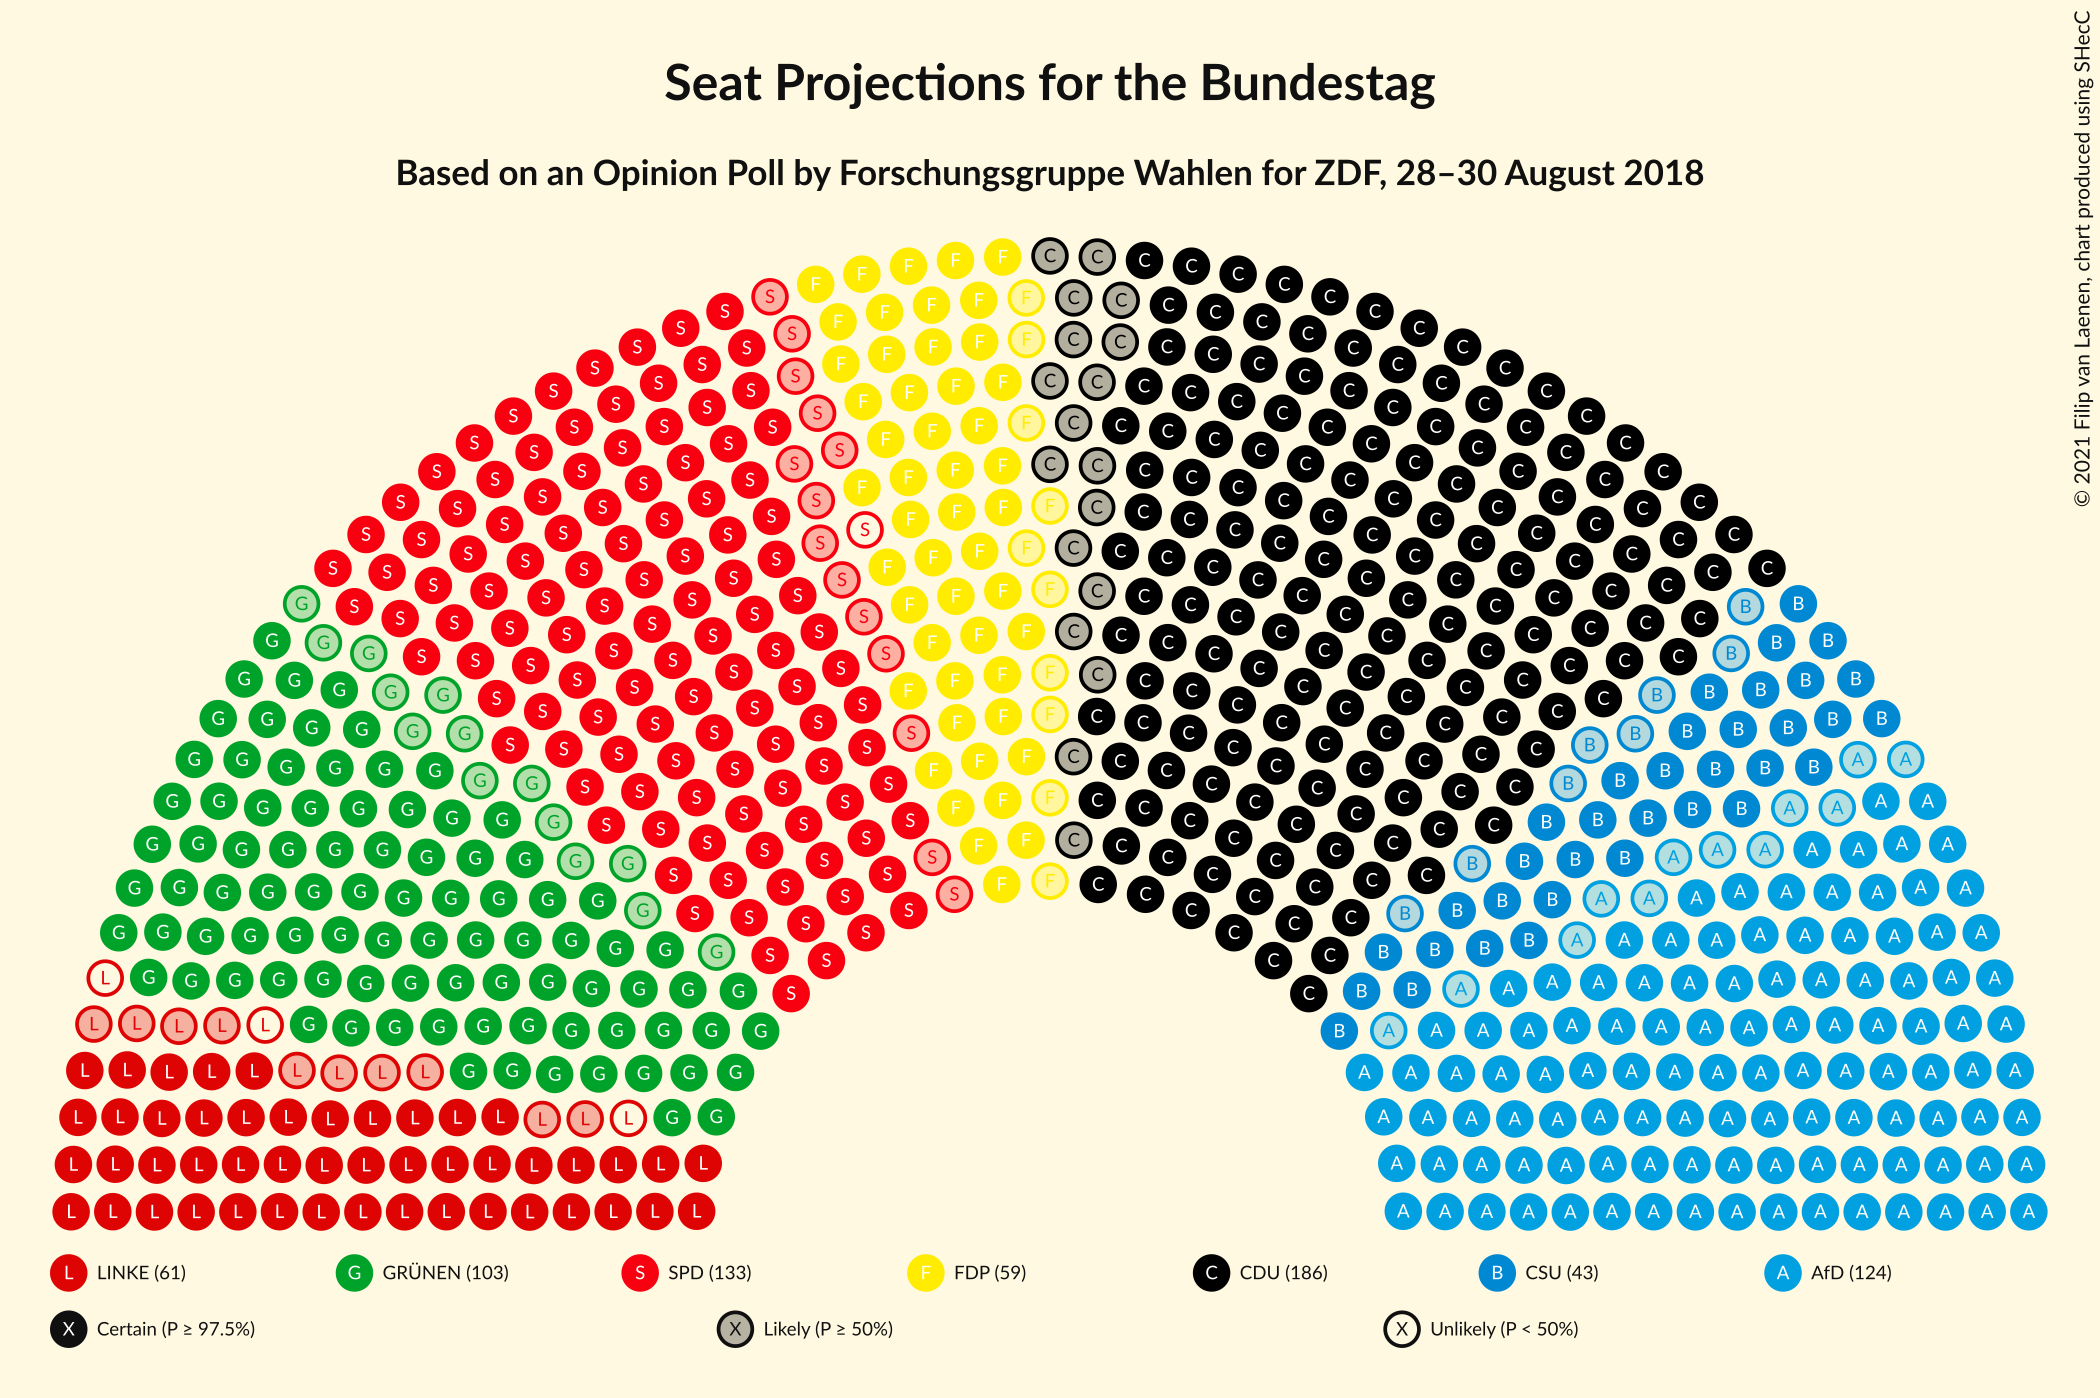 Seat Projections for the Bundestag
Based on an Opinion Poll by Forschungsgruppe Wahlen for ZDF, 28–30 August 2018
© 2021 Filip van Laenen, chart produced using SHecC
L LINKE (61) G GRÜNEN (103) S SPD (133) F FDP (59) C CDU (186) B CSU (43) A AfD (124)
X Certain (P ≥ 97.5%) X Likely (P ≥ 50%) X Unlikely (P < 50%)